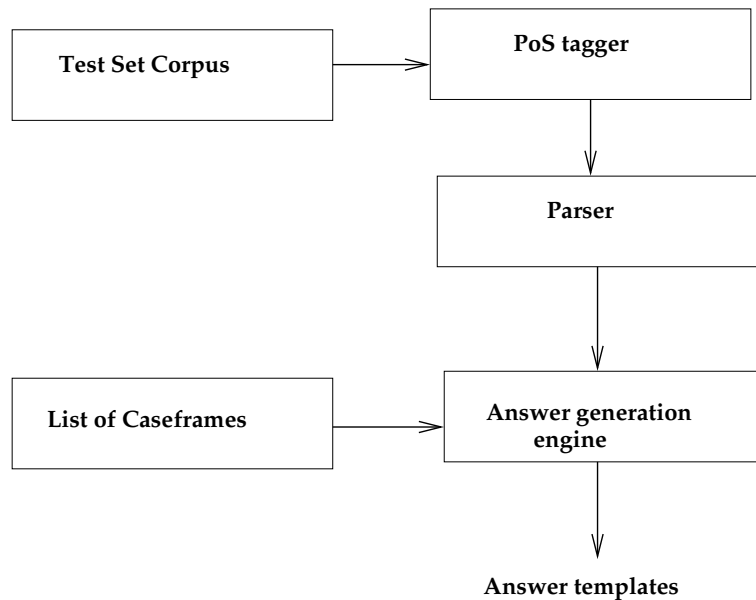 PoS tagger
Test Set Corpus
Parser
List of Caseframes
Answer generation
engine
Answer templates